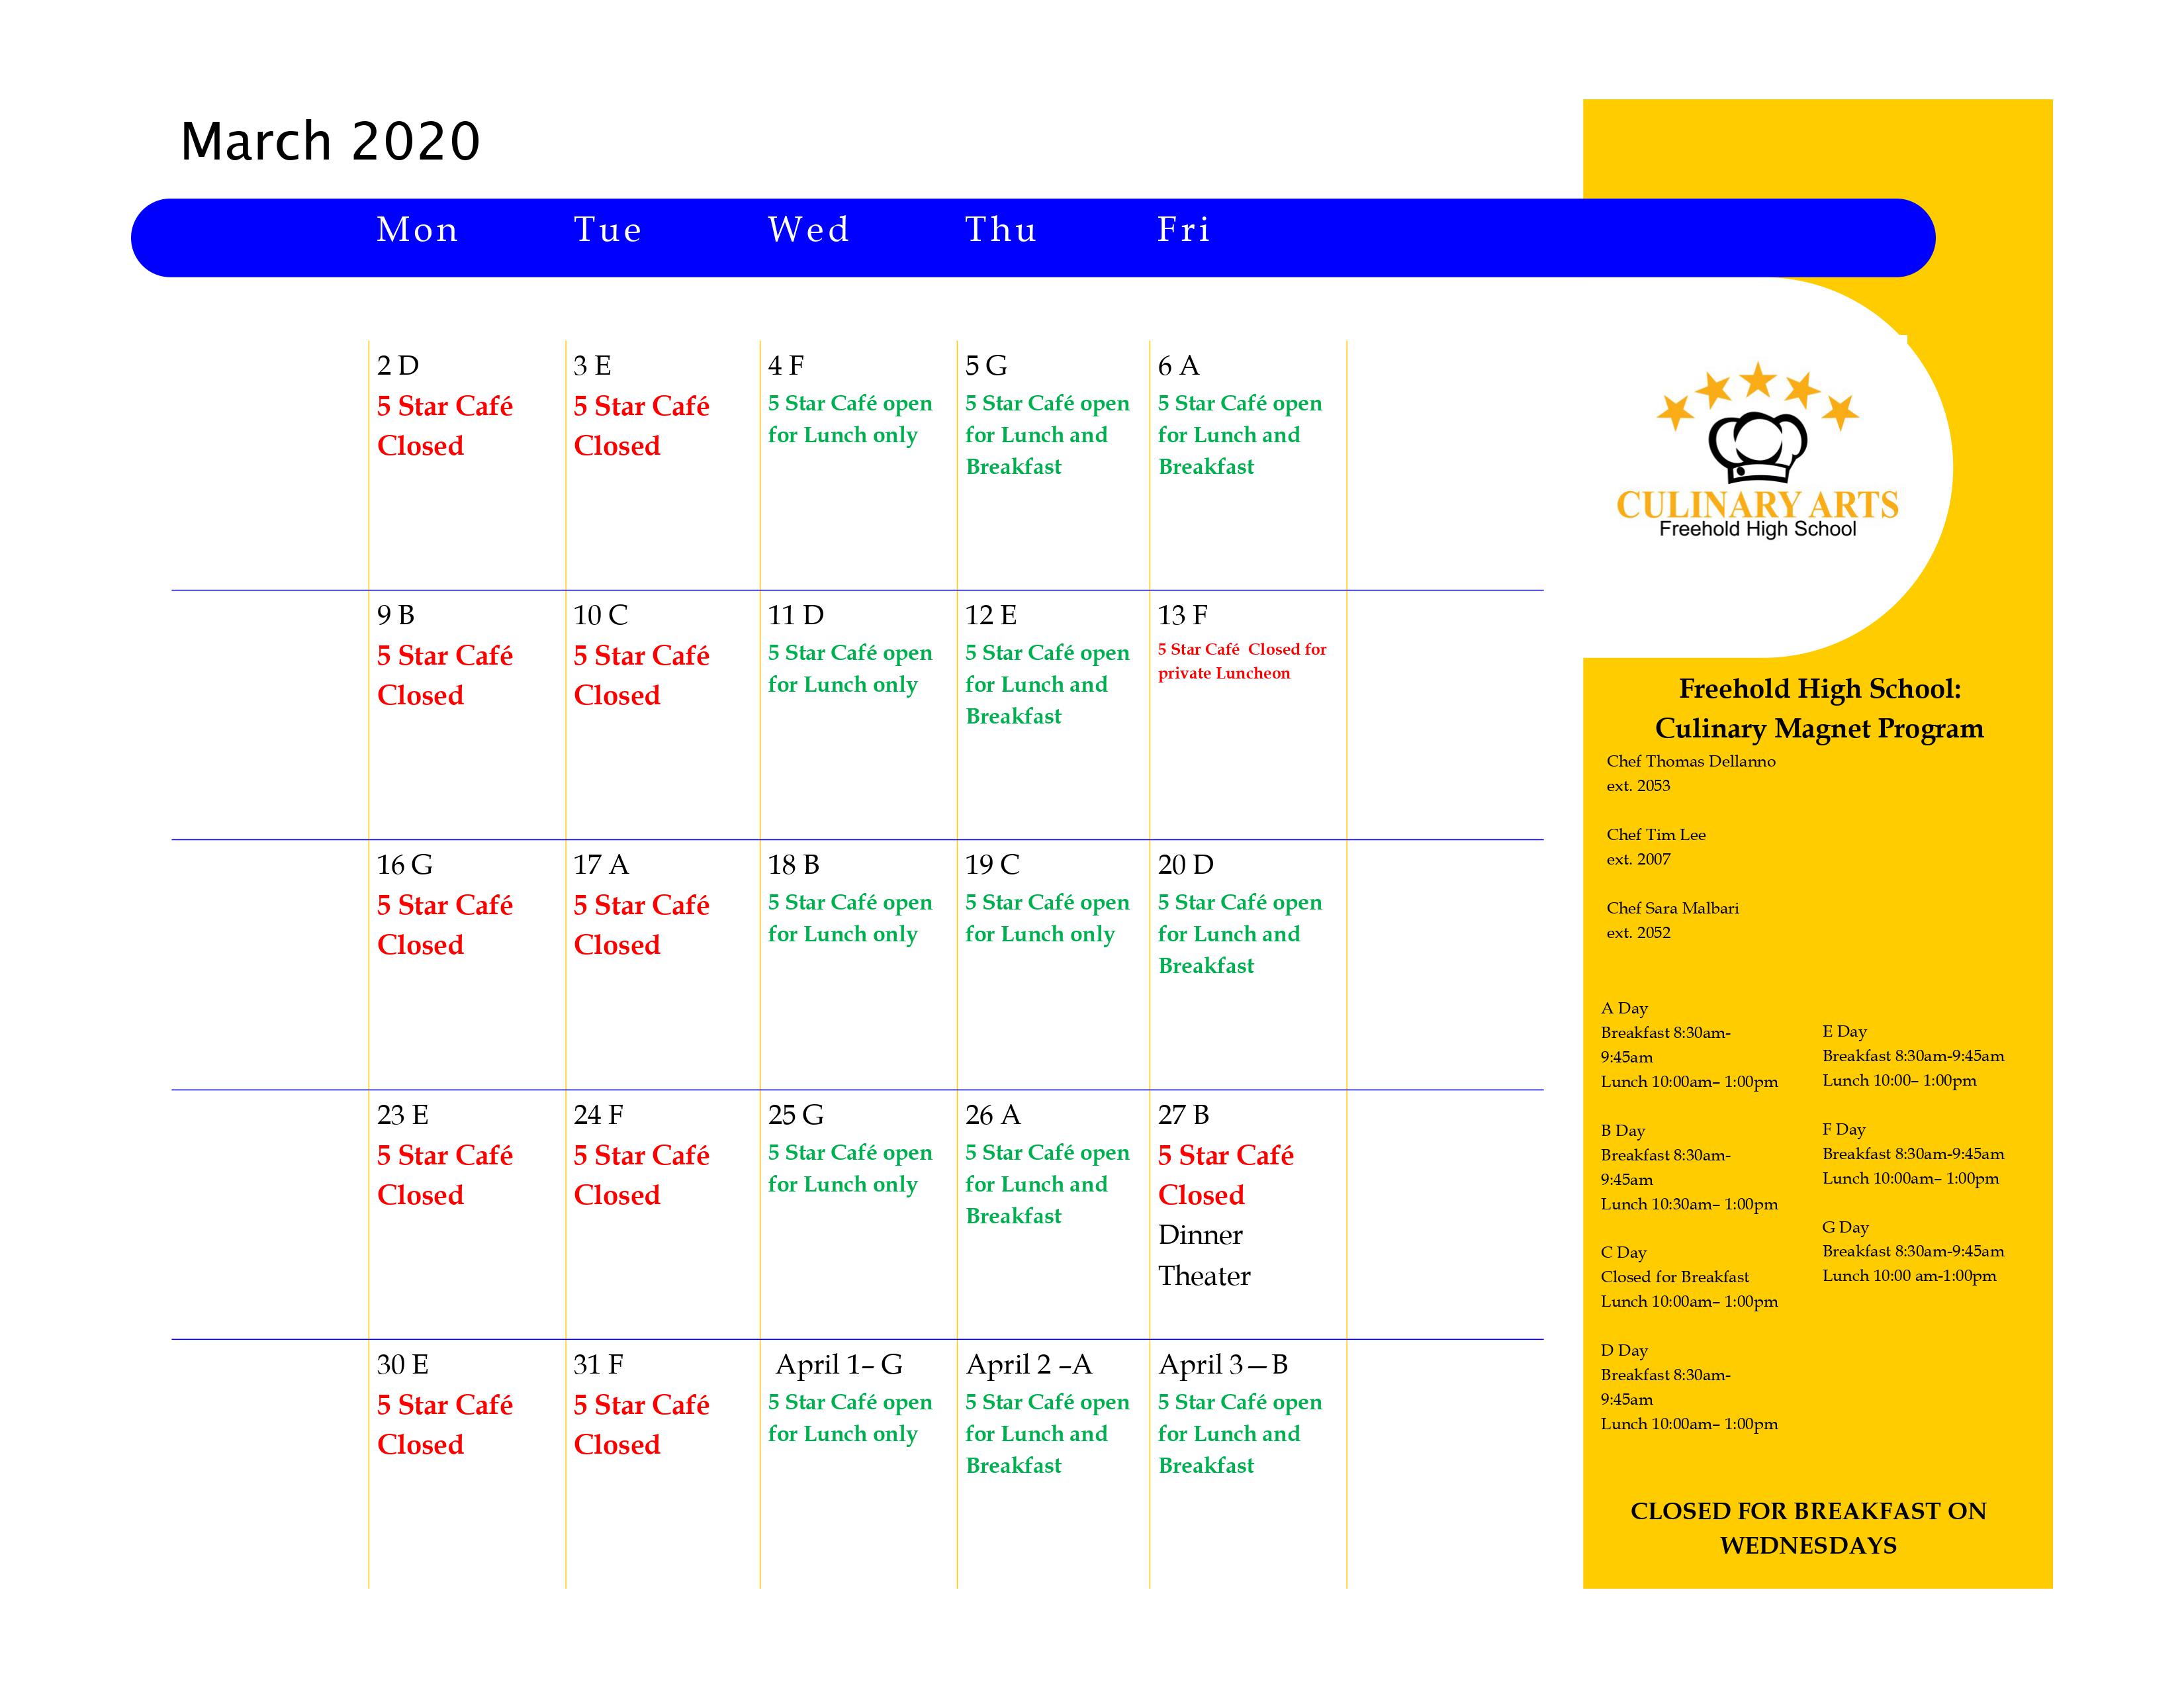 March 2020
Mon Tue Wed Thu Fri
2 D
5 Star Café
Closed
3 E
5 Star Café
Closed
4 F
5 Star Café open
for Lunch only
5 G
5 Star Café open
for Lunch and
Breakfast
6 A
5 Star Café open
for Lunch and
Breakfast
9 B
5 Star Café
Closed
10 C
5 Star Café
Closed
11 D
5 Star Café open
for Lunch only
12 E
5 Star Café open
for Lunch and
Breakfast
13 F
5 Star Café  Closed for
private Luncheon
16 G
5 Star Café
Closed
17 A
5 Star Café
Closed
18 B
5 Star Café open
for Lunch only
19 C
5 Star Café open
for Lunch only
20 D
5 Star Café open
for Lunch and
Breakfast
23 E
5 Star Café
Closed
24 F
5 Star Café
Closed
25 G
5 Star Café open
for Lunch only
26 A
5 Star Café open
for Lunch and
Breakfast
27 B
5 Star Café
Closed
Dinner
Theater
30 E
5 Star Café
Closed
31 F
5 Star Café
Closed
April 1– G
5 Star Café open
for Lunch only
April 2 –A
5 Star Café open
for Lunch and
Breakfast
April 3—B
5 Star Café open
for Lunch and
Breakfast
CULINARY ARTS
Freehold High School
Freehold High School:
Culinary Magnet Program
Chef Thomas Dellanno
ext. 2053
Chef Tim Lee
ext. 2007
Chef Sara Malbari
ext. 2052
A Day
Breakfast 8:30am-
9:45am
Lunch 10:00am– 1:00pm
B Day
Breakfast 8:30am-
9:45am
Lunch 10:30am– 1:00pm
C Day
Closed for Breakfast
Lunch 10:00am– 1:00pm
D Day
Breakfast 8:30am-
9:45am
Lunch 10:00am– 1:00pm
E Day
Breakfast 8:30am-9:45am
Lunch 10:00– 1:00pm
F Day
Breakfast 8:30am-9:45am
Lunch 10:00am– 1:00pm
G Day
Breakfast 8:30am-9:45am
Lunch 10:00 am-1:00pm
CLOSED FOR BREAKFAST ON
WEDNESDAYS